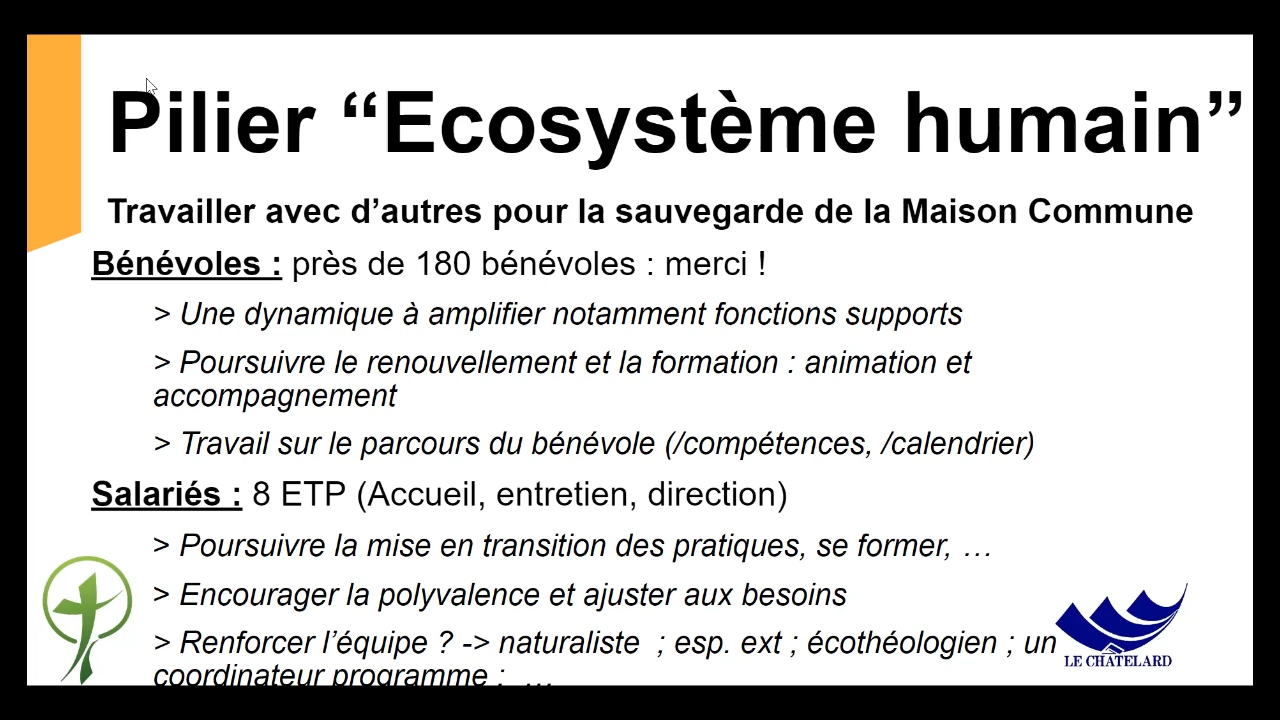 Pilier “Ecosystème humain”
Travailler avec d’autres pour la sauvegarde de la Maison Commune
Bénévoles : près de 180 bénévoles : merci !
> Une dynamique à amplifier notamment fonctions supports
> Poursuivre le renouvellement et la formation : animation et
accompagnement
> Travail sur le parcours du bénévole (/compétences, /calendrier)
Salariés : 8 ETP (Accueil, entretien, direction)
> Poursuivre la mise en transition des pratiques, se former, …
> Encourager la polyvalence et ajuster aux besoins
> Renforcer l’équipe ? -> naturaliste ; esp. ext ; écothéologien ; un
coordinateur programme ; …
LE CHÂTELARD